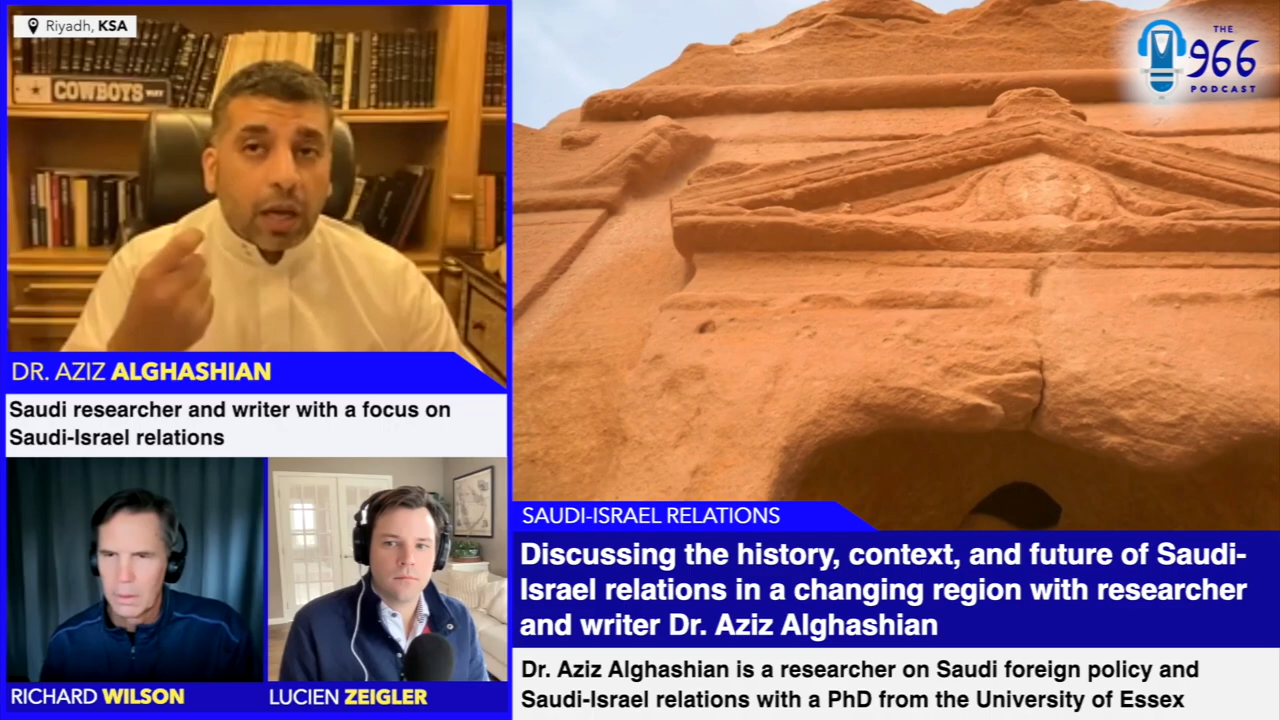 Riyadh, KSA
COWBOYS WAY
DR. AZIZ ALGHASHIAN
Saudi researcher and writer with a focus on
Saudi-Israel relations
RICHARD WILSON
LUCIEN ZEIGLER
THE
966
PODCAST
SAUDI-ISRAEL RELATIONS
Discussing the history, context, and future of Saudi-
Israel relations in a changing region with researcher
and writer Dr. Aziz Alghashian
Dr. Aziz Alghashian is a researcher on Saudi foreign policy and
Saudi-Israel relations with a PhD from the University of Essex